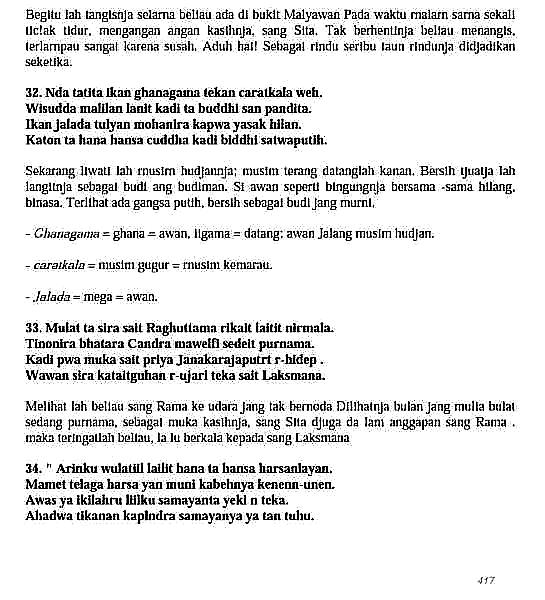 Begitu lah tangisnja selama beliau ada di bukit Malyawan Pada waktu malam sama sekali
tidak tidur, mengangan angan kasihnja, sang Sita. Tak berhentinja beliau menangis,
terlampau sangat karena susah. Aduh hai! Sebagai rindu seribu taun rindunja didjadikan
seketika.
32. Nda tatita ikan ghanagama tekan caratkala weh.
Wisudda malilan lanit kadi ta buddhi san pandita.
Ikan jalada tulyan mohanira kapwa yasak hilan.
Katon ta hana hansa cuddha kadi biddhi satwaputih.
Sekarang liwati lah musim hudjannja; musim terang datanglah kanan. Bersih tjuatja lah
langitnja sebagai budi ang budiman. Si awan seperti bingungnja bersama -sama hilang,
binasa. Terlihat ada gangsa putih, bersih sebagai budi jang murni.
- Ghanagama = ghana = awan, iigama = datang; awan Jalang musim hudjan.
- caratkala = musim gugur = musim kemarau.
- Jalada = mega = awan.
33. Mulat ta sira sait Raghuttama rikait laitit nirmala.
Tinonira bhatara Candra maweifi sedeit purnama.
Kadi pwa muka sait priya Janakarajaputri r-hidep .
Wawan sira kataitguhan r-ujari teka sait Laksmana.
Melihat lah beliau sang Rama ke udara jang tak bernoda Dilihatnja bulan jang mulia bulat
sedang purnama, sebagai muka kasihnja, sang Sita djuga da lam anggapan sang Rama .
maka teringatlah beliau, la lu berkala kepada sang Laksmana
34. " Arinku wulatill lailit hana ta hansa harsanlayan.
Mamet telaga harsa yan muni kabehnya kenenn-unen.
Awas ya ikilahru lilku samayanta yeki n teka.
Ahadwa tikanan kapindra samayanya ya tan tuhu.
417